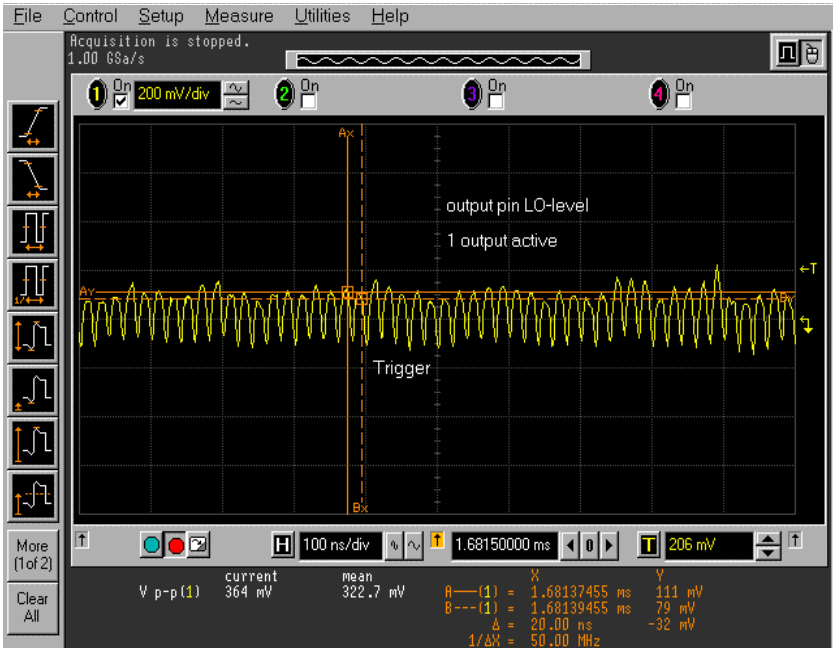 File Control Setup Measure Utilities Help
Acquisition is stopped.
1.00 GSa/s
1 On 200 mV/div 2 On 3 On 4 On
Ax
output pin LO-level
1 output active
T
Ay
By
Trigger
Bx
More
(1of 2)
Clear
All
H 100 ns/div 1.68150000 ms 0 T 206 mV
current mean X Y
V p-p(1) 364 mV 322.7 mV A——(1) = 1.68137455 ms 111 mV
B---(1) = 1.68139455 ms 79 mV
Δ = 20.00 ns -32 mV
1/ΔX = 50.00 MHz